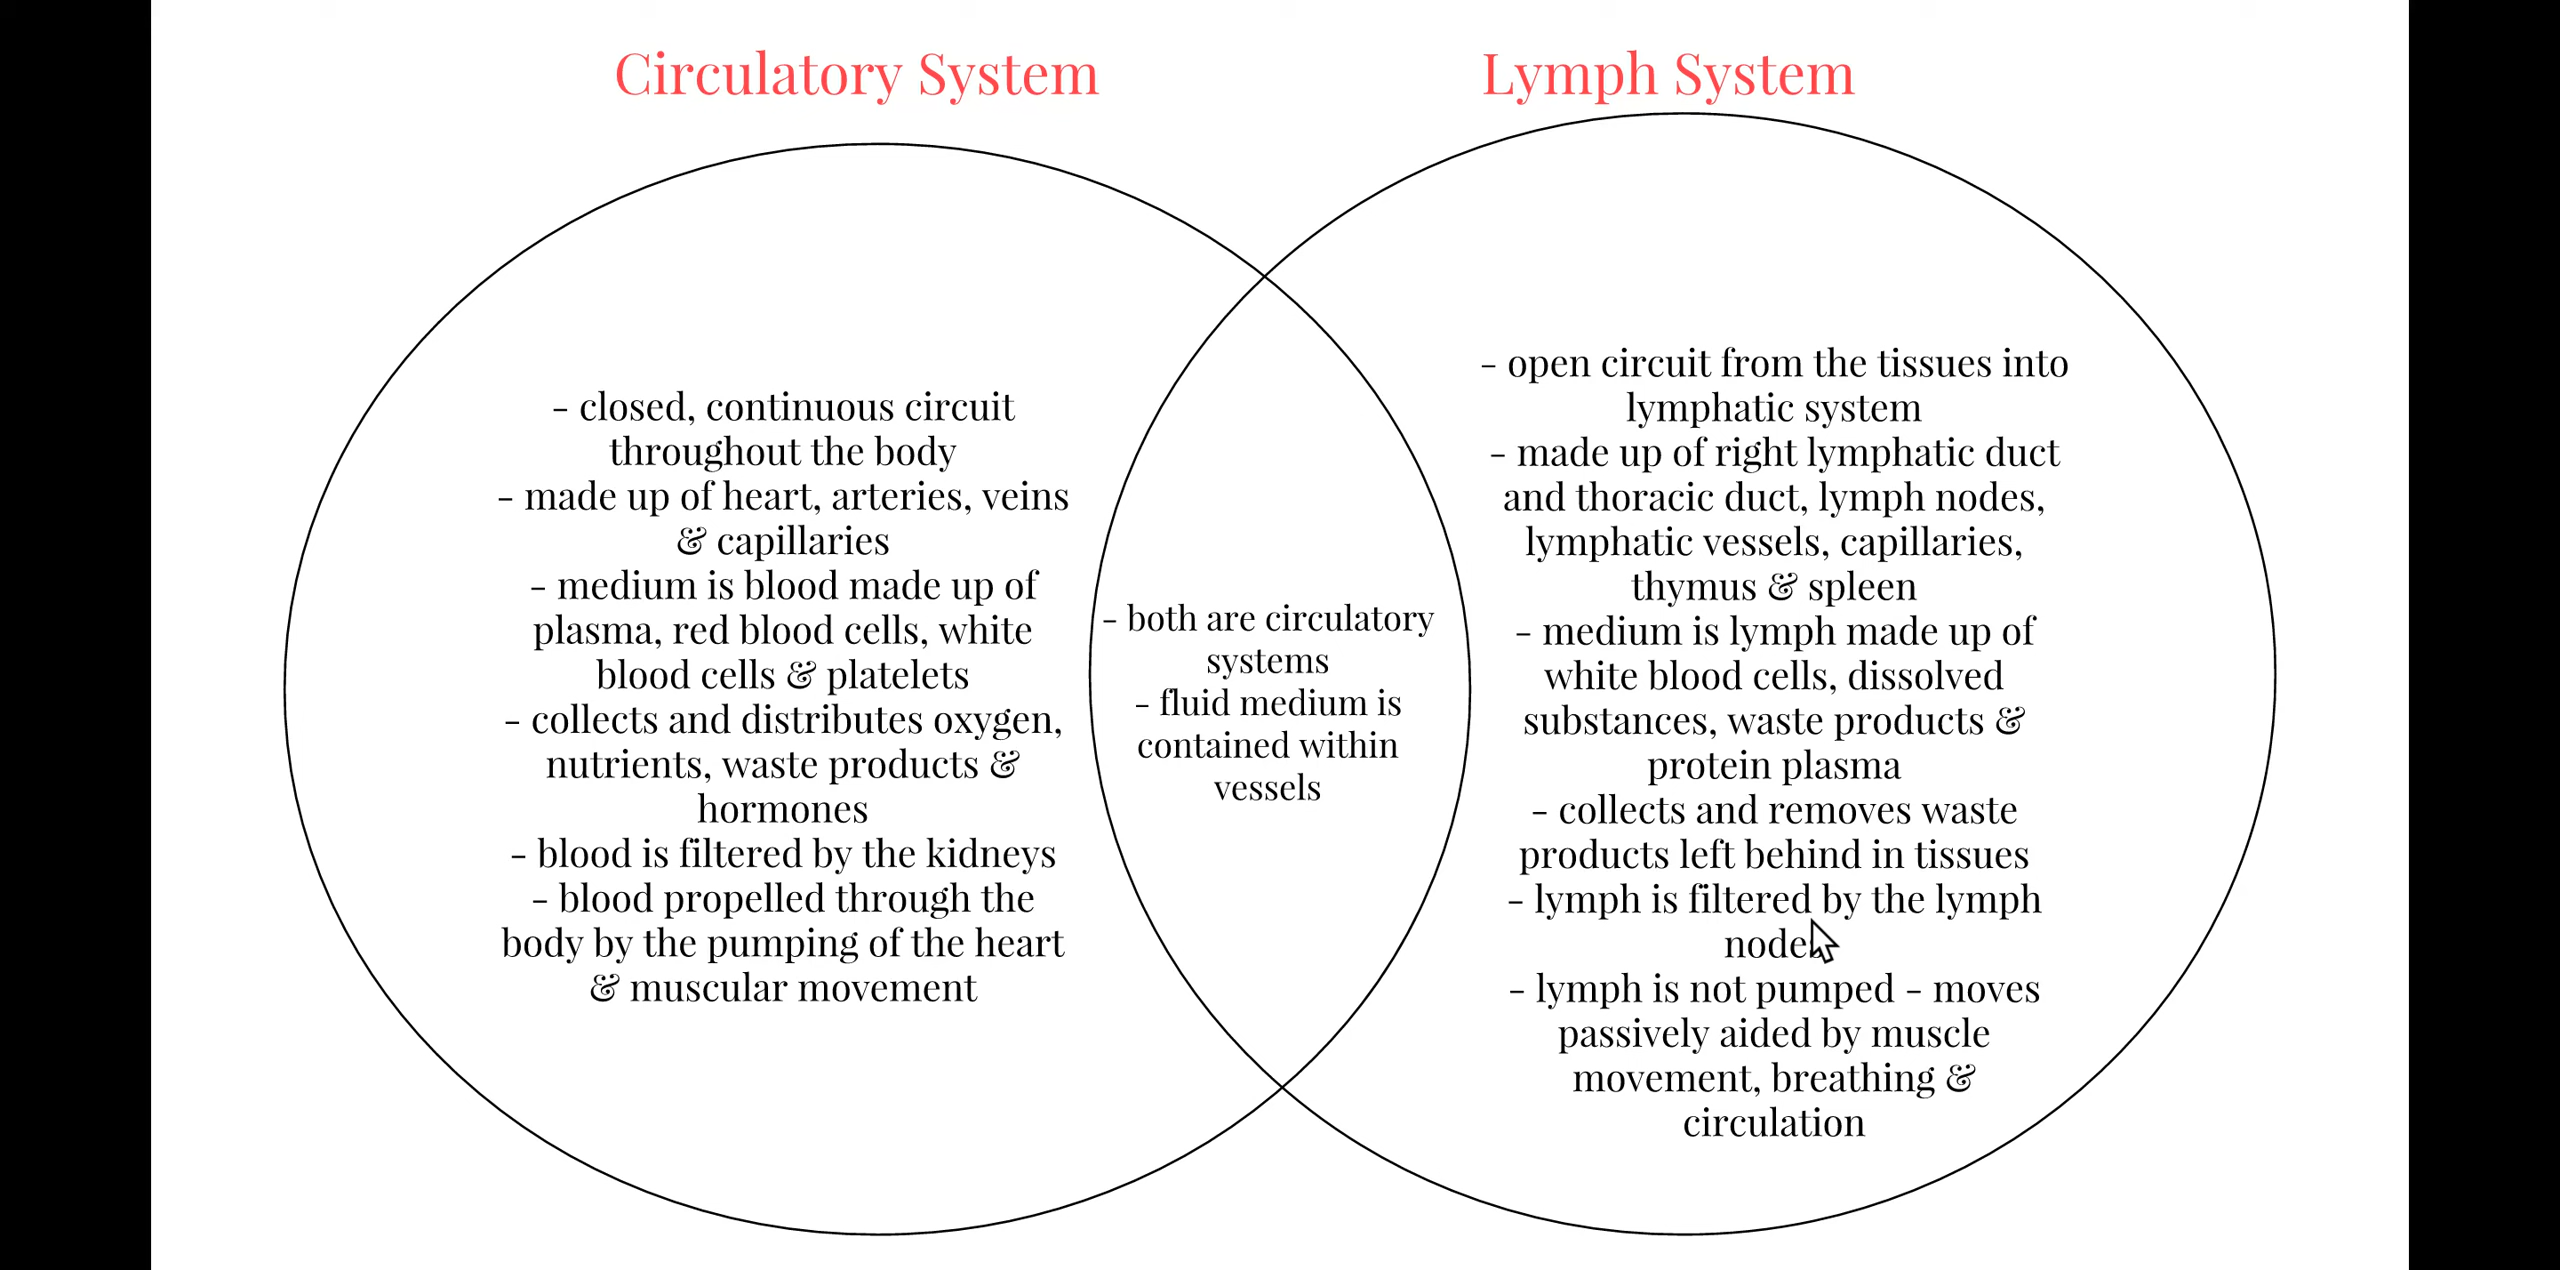 Circulatory System
Lymph System
- closed, continuous circuit
throughout the body
- made up of heart, arteries, veins
& capillaries
- medium is blood made up of
plasma, red blood cells, white
blood cells & platelets
- collects and distributes oxygen,
nutrients, waste products &
hormones
- blood is filtered by the kidneys
- blood propelled through the
body by the pumping of the heart
& muscular movement
- both are circulatory
systems
- fluid medium is
contained within
vessels
- open circuit from the tissues into
lymphatic system
- made up of right lymphatic duct
and thoracic duct, lymph nodes,
lymphatic vessels, capillaries,
thymus & spleen
- medium is lymph made up of
white blood cells, dissolved
substances, waste products &
protein plasma
- collects and removes waste
products left behind in tissues
- lymph is filtered by the lymph
nodes
- lymph is not pumped - moves
passively aided by muscle
movement, breathing &
circulation